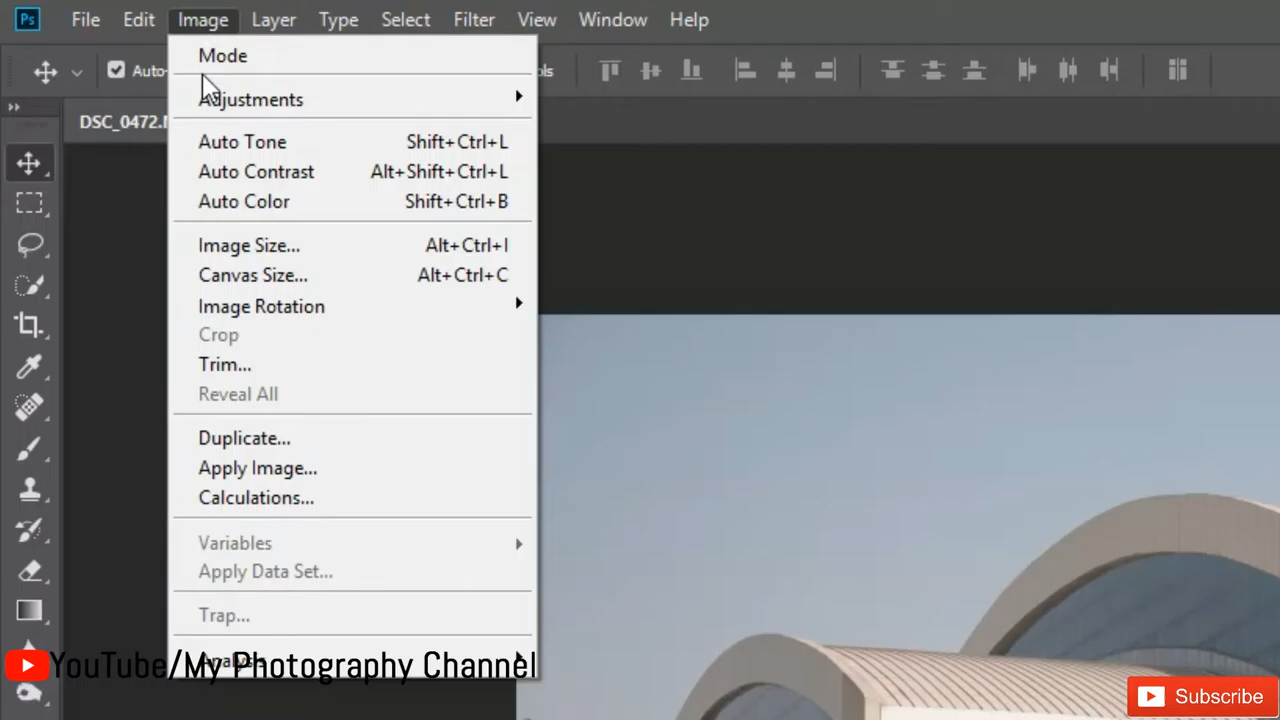 Ps File Edit Image Layer Type Select Filter View Window Help
Auto-
DSC_0472.
Mode
Adjustments
Auto Tone Shift+Ctrl+L
Auto Contrast Alt+Shift+Ctrl+L
Auto Color Shift+Ctrl+B
Image Size... Alt+Ctrl+I
Canvas Size... Alt+Ctrl+C
Image Rotation
Crop
Trim...
Reveal All
Duplicate...
Apply Image...
Calculations...
Variables
Apply Data Set...
Trap...
YouTube/My Photography Channel
Subscribe